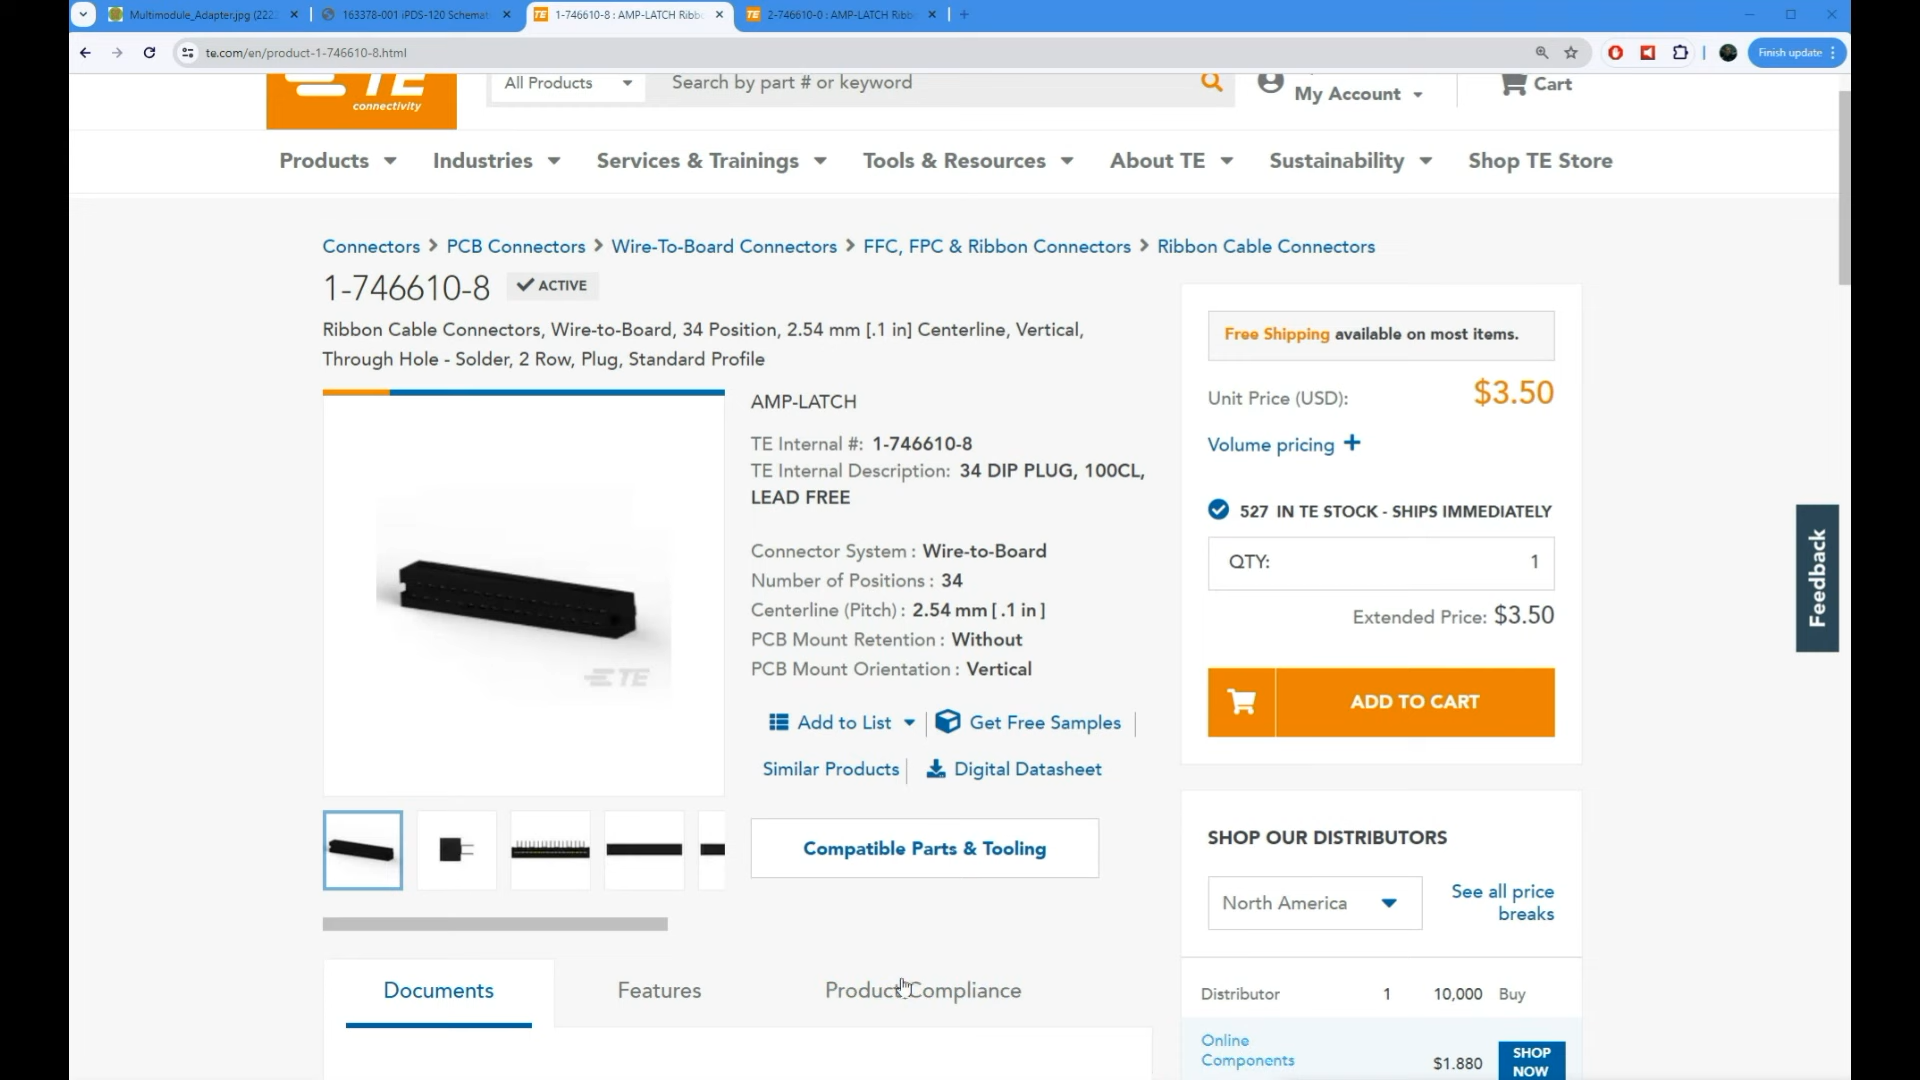 Multimodule_Adapter.jpg (222
163378-001 iPDS-120 Schemat
1-746610-8 : AMP-LATCH Ribb
2-746610-0 : AMP-LATCH Ribb
te.com/en/product-1-746610-8.html
Finish update
TE
connectivity
All Products
Search by part # or keyword
My Account
Cart
Products
Industries
Services & Trainings
Tools & Resources
About TE
Sustainability
Shop TE Store
Connectors > PCB Connectors > Wire-To-Board Connectors > FFC, FPC & Ribbon Connectors > Ribbon Cable Connectors
1-746610-8
ACTIVE
Ribbon Cable Connectors, Wire-to-Board, 34 Position, 2.54 mm [.1 in] Centerline, Vertical,
Through Hole - Solder, 2 Row, Plug, Standard Profile
TE
AMP-LATCH
TE Internal #: 1-746610-8
TE Internal Description: 34 DIP PLUG, 100CL,
LEAD FREE
Connector System : Wire-to-Board
Number of Positions : 34
Centerline (Pitch) : 2.54 mm [ .1 in ]
PCB Mount Retention : Without
PCB Mount Orientation : Vertical
Add to List
Get Free Samples
Similar Products
Digital Datasheet
Compatible Parts & Tooling
Free Shipping available on most items.
Unit Price (USD): $3.50
Volume pricing +
527 IN TE STOCK - SHIPS IMMEDIATELY
QTY: 1
Extended Price: $3.50
ADD TO CART
SHOP OUR DISTRIBUTORS
North America
See all price
breaks
Distributor 1 10,000 Buy
Online
Components
$1.880
SHOP
NOW
Feedback
Documents
Features
Product Compliance